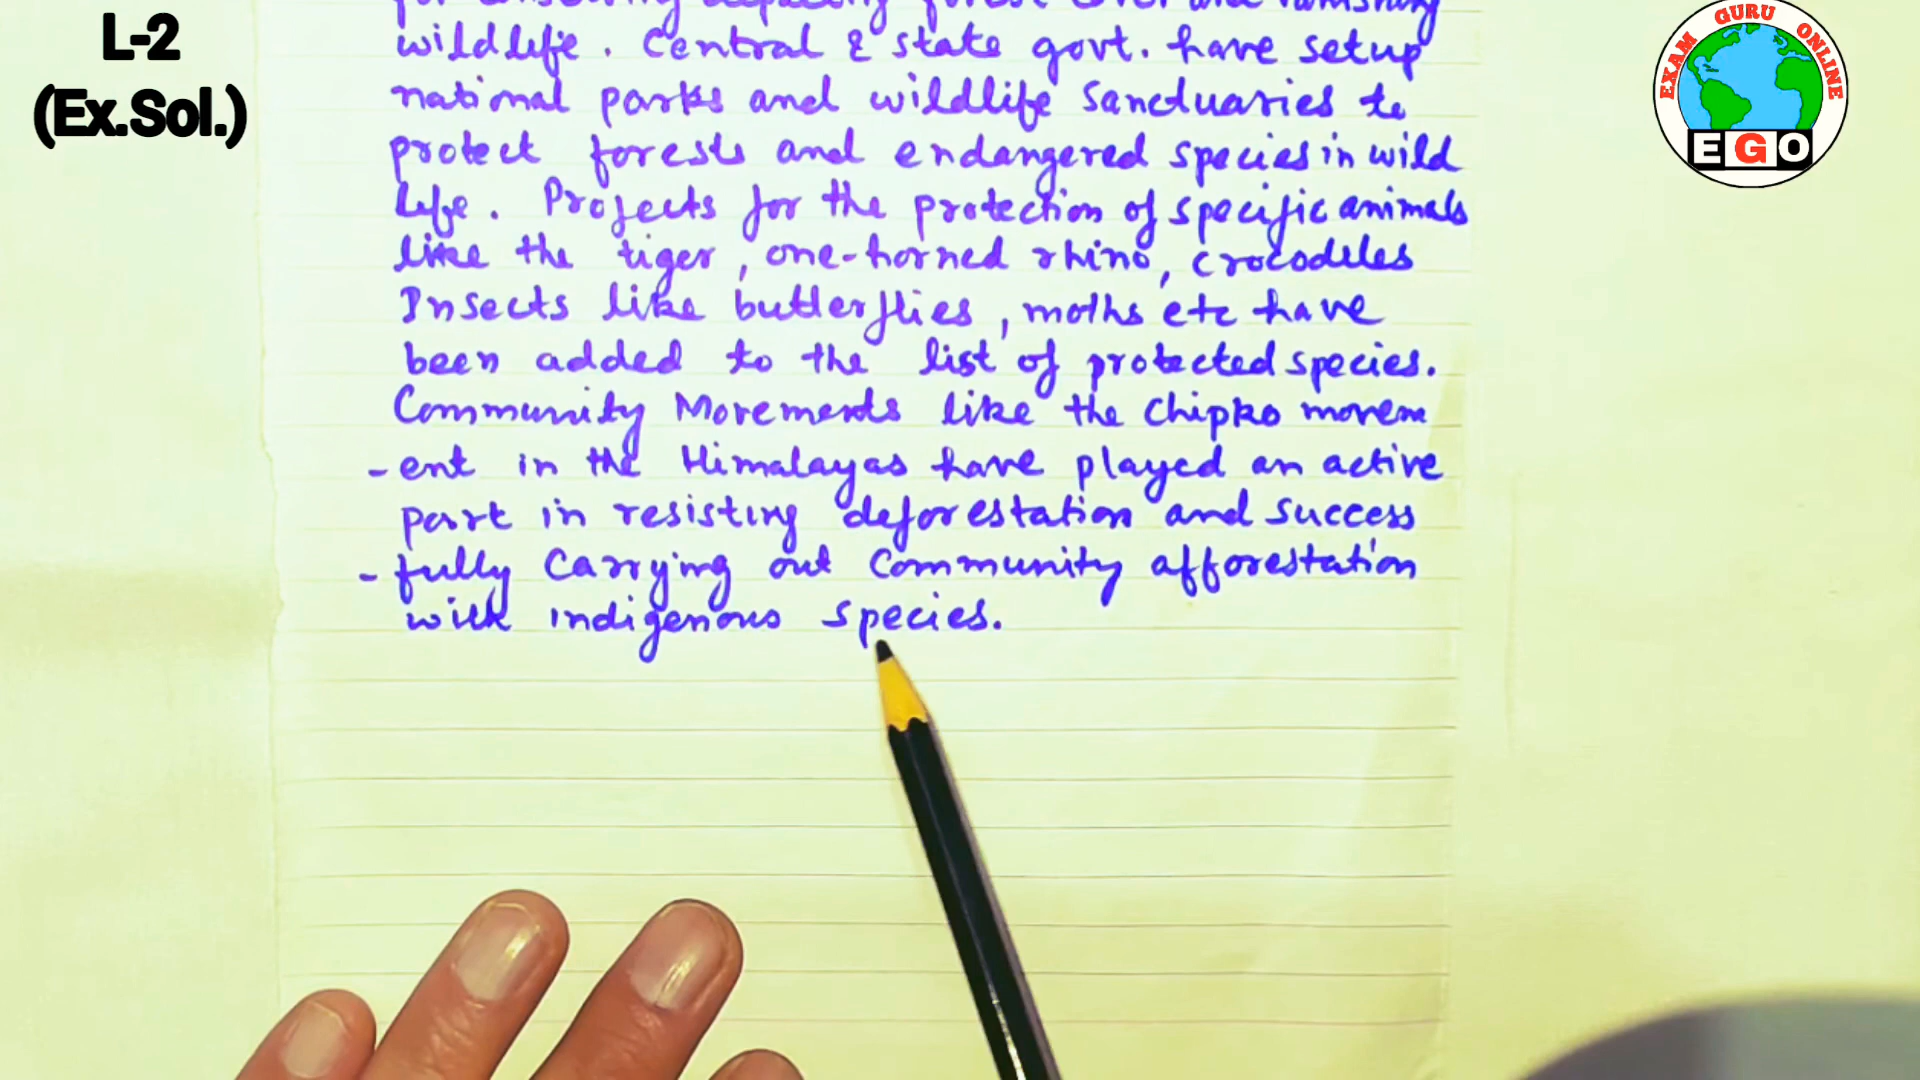 L-2
(Ex.Sol.)
EXAM GURU ONLINE
EGO
wildlife. Central & state govt. have setup
national parks and wildlife Sanctuaries to
protect forests and endangered species in wild
life. Projects for the protection of specific animals
like the tiger, one-horned rhino, crocodiles
Insects like butterflies, moths etc have
been added to the list of protected species.
Community Movements like the Chipko movem
-ent in the Himalayas have played an active
part in resisting deforestation and success
-fully Carrying out Community afforestation
with indigenous species.